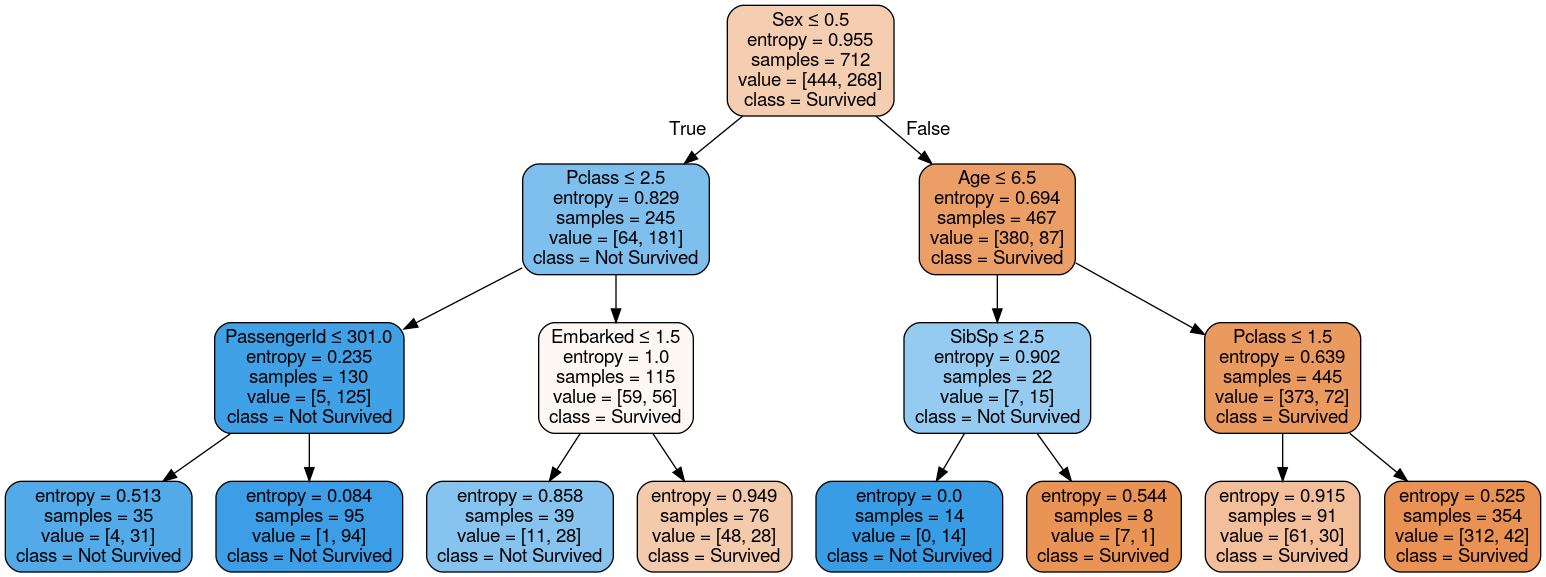 Sex ≤ 0.5
entropy = 0.955
samples = 712
value = [444, 268]
class = Survived
True
False
Pclass ≤ 2.5
entropy = 0.829
samples = 245
value = [64, 181]
class = Not Survived
Age ≤ 6.5
entropy = 0.694
samples = 467
value = [380, 87]
class = Survived
PassengerId ≤ 301.0
entropy = 0.235
samples = 130
value = [5, 125]
class = Not Survived
Embarked ≤ 1.5
entropy = 1.0
samples = 115
value = [59, 56]
class = Survived
SibSp ≤ 2.5
entropy = 0.902
samples = 22
value = [7, 15]
class = Not Survived
Pclass ≤ 1.5
entropy = 0.639
samples = 445
value = [373, 72]
class = Survived
entropy = 0.513
samples = 35
value = [4, 31]
class = Not Survived
entropy = 0.084
samples = 95
value = [1, 94]
class = Not Survived
entropy = 0.858
samples = 39
value = [11, 28]
class = Not Survived
entropy = 0.949
samples = 76
value = [48, 28]
class = Survived
entropy = 0.0
samples = 14
value = [0, 14]
class = Not Survived
entropy = 0.544
samples = 8
value = [7, 1]
class = Survived
entropy = 0.915
samples = 91
value = [61, 30]
class = Survived
entropy = 0.525
samples = 354
value = [312, 42]
class = Survived